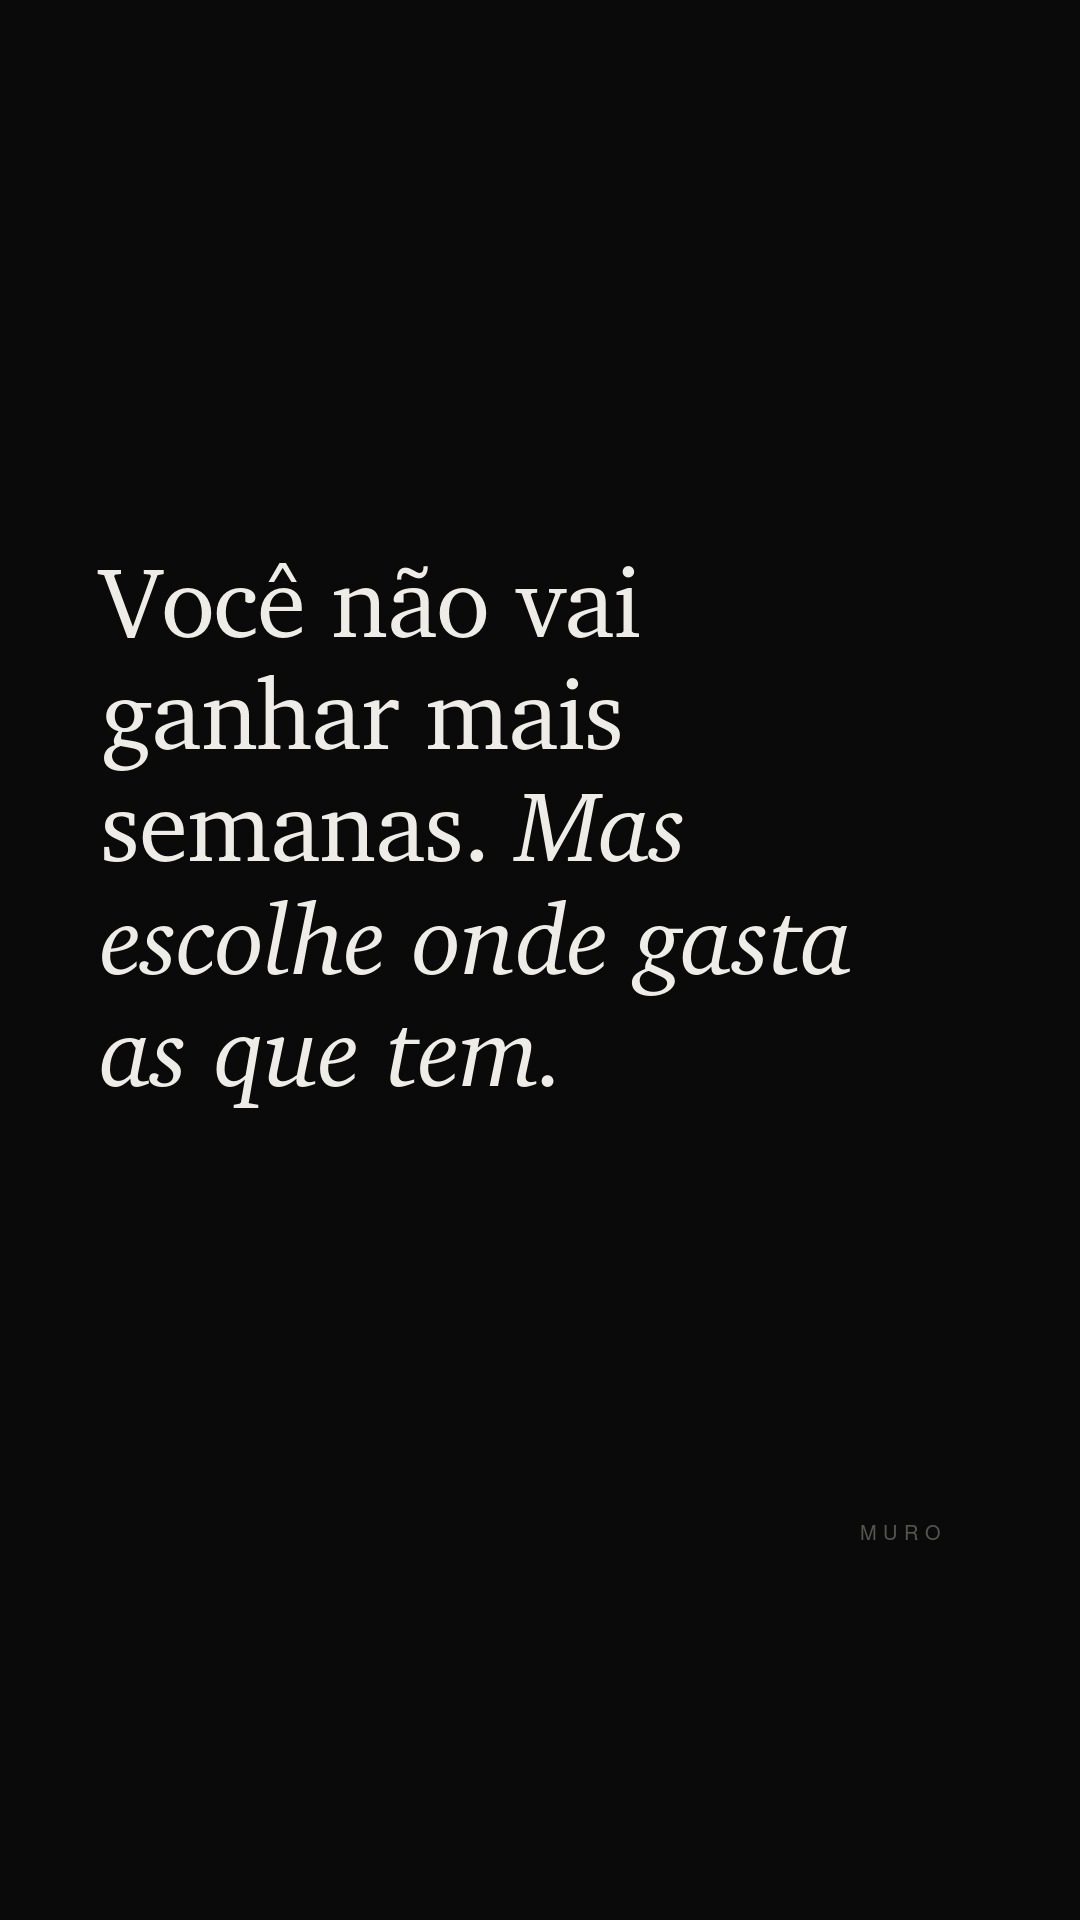 Você não vai
ganhar mais
semanas. Mas
escolhe onde gasta
as que tem.
MURO